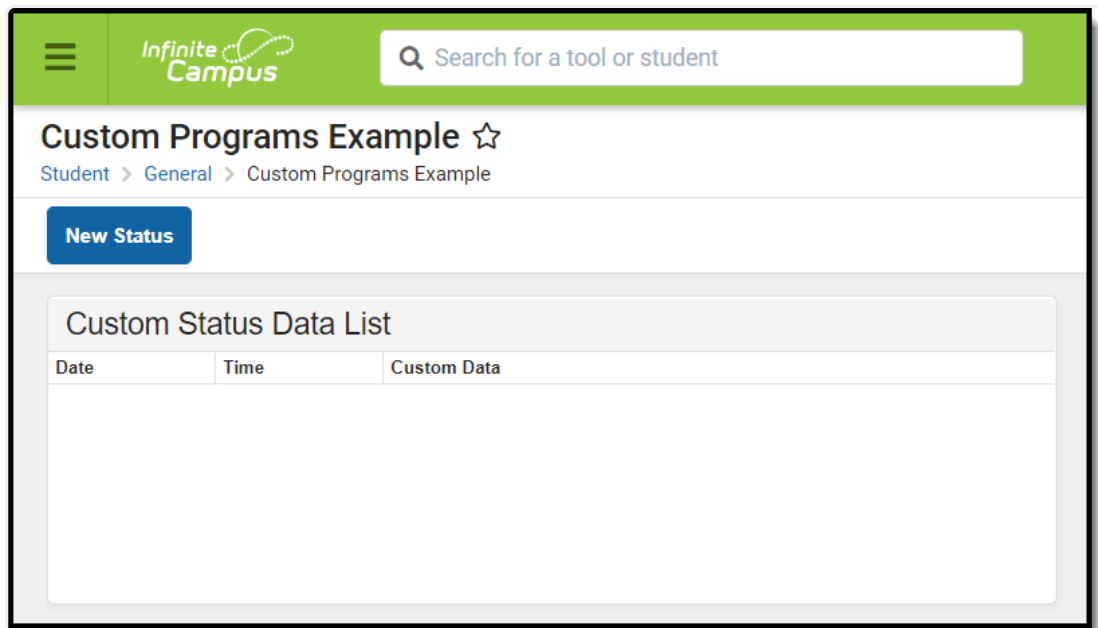 Infinite
Campus
Search for a tool or student
Custom Programs Example
Student > General > Custom Programs Example
New Status
Custom Status Data List
Date Time Custom Data